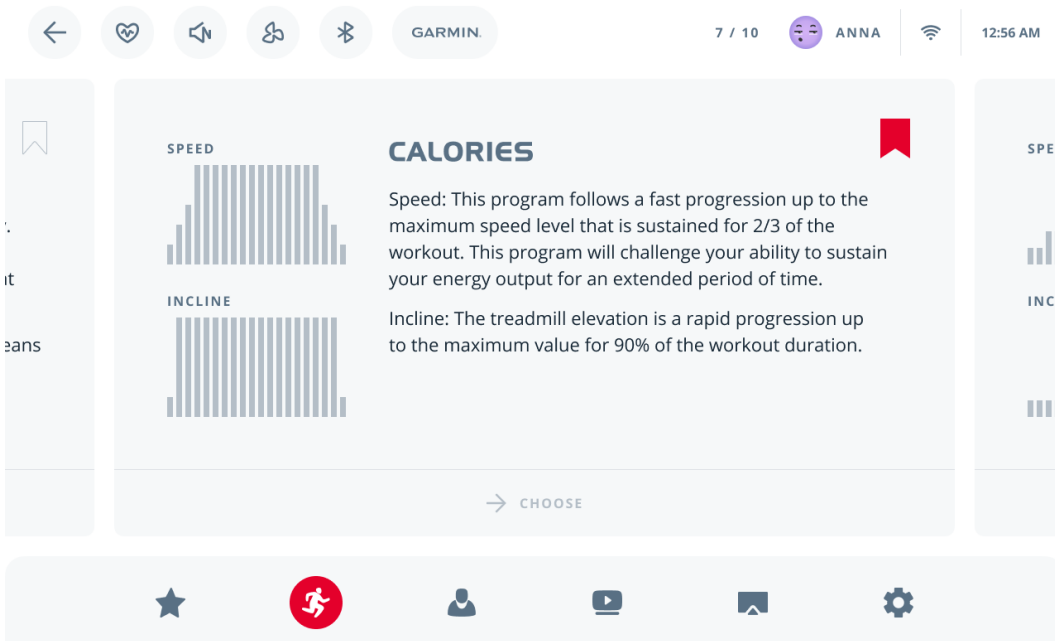 GARMIN.
7 / 10
ANNA
12:56 AM
SPEED
CALORIES
Speed: This program follows a fast progression up to the
maximum speed level that is sustained for 2/3 of the
workout. This program will challenge your ability to sustain
your energy output for an extended period of time.
INCLINE
Incline: The treadmill elevation is a rapid progression up
to the maximum value for 90% of the workout duration.
CHOOSE